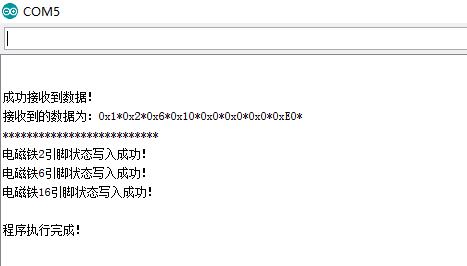 COM5
成功接收到数据!
接收到的数据为: 0x1*0x2*0x6*0x10*0x0*0x0*0x0*0xE0*
**************************
电磁铁2引脚状态写入成功!
电磁铁6引脚状态写入成功!
电磁铁16引脚状态写入成功!
程序执行完成!